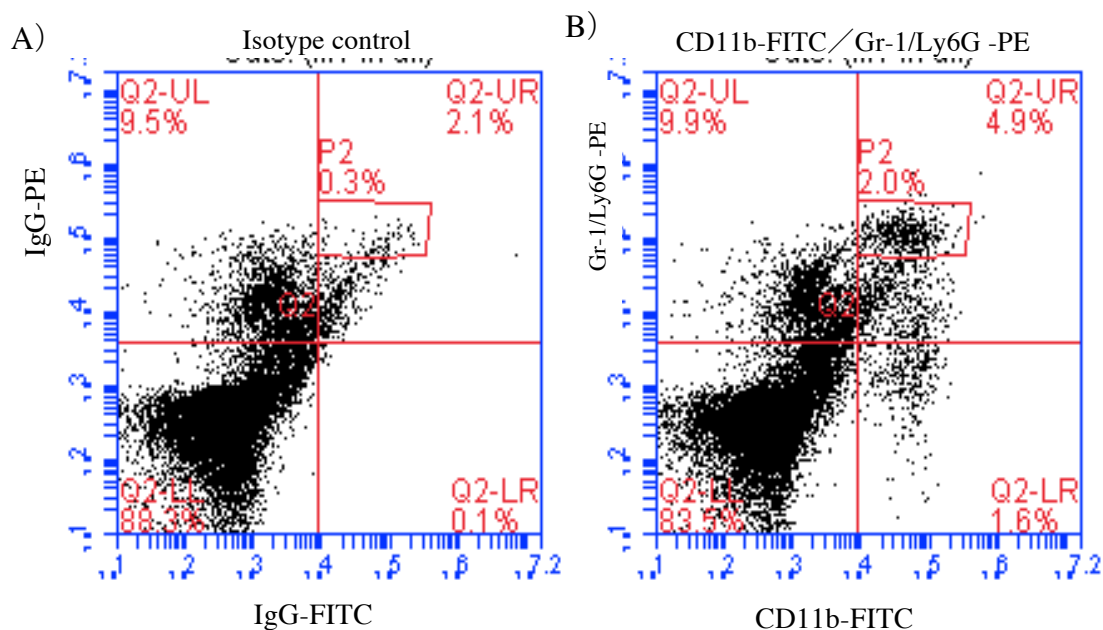 A)
Isotype control
Q2-UL
9.5%
Q2-UR
2.1%
P2
0.3%
Q2
Q2-LL
88.3%
Q2-LR
0.1%
IgG-PE
IgG-FITC
B)
CD11b-FITC/Gr-1/Ly6G -PE
Q2-UL
9.9%
Q2-UR
4.9%
P2
2.0%
Q2
Q2-LL
83.5%
Q2-LR
1.6%
Gr-1/Ly6G -PE
CD11b-FITC